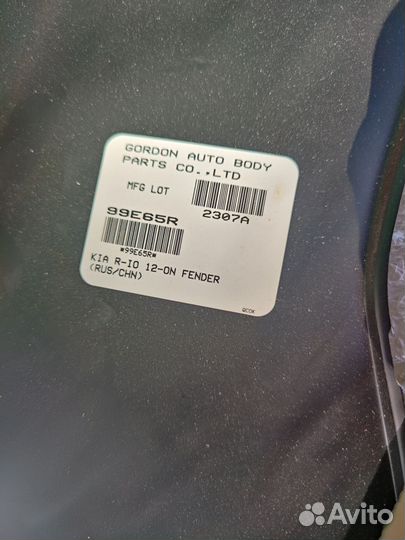 GORDON AUTO BODY
PARTS CO.,LTD
MFG LOT
2307A
99E65R
*99E65R*
KIA R-IO 12-ON FENDER
(RUS/CHN)
QCOK
Avito